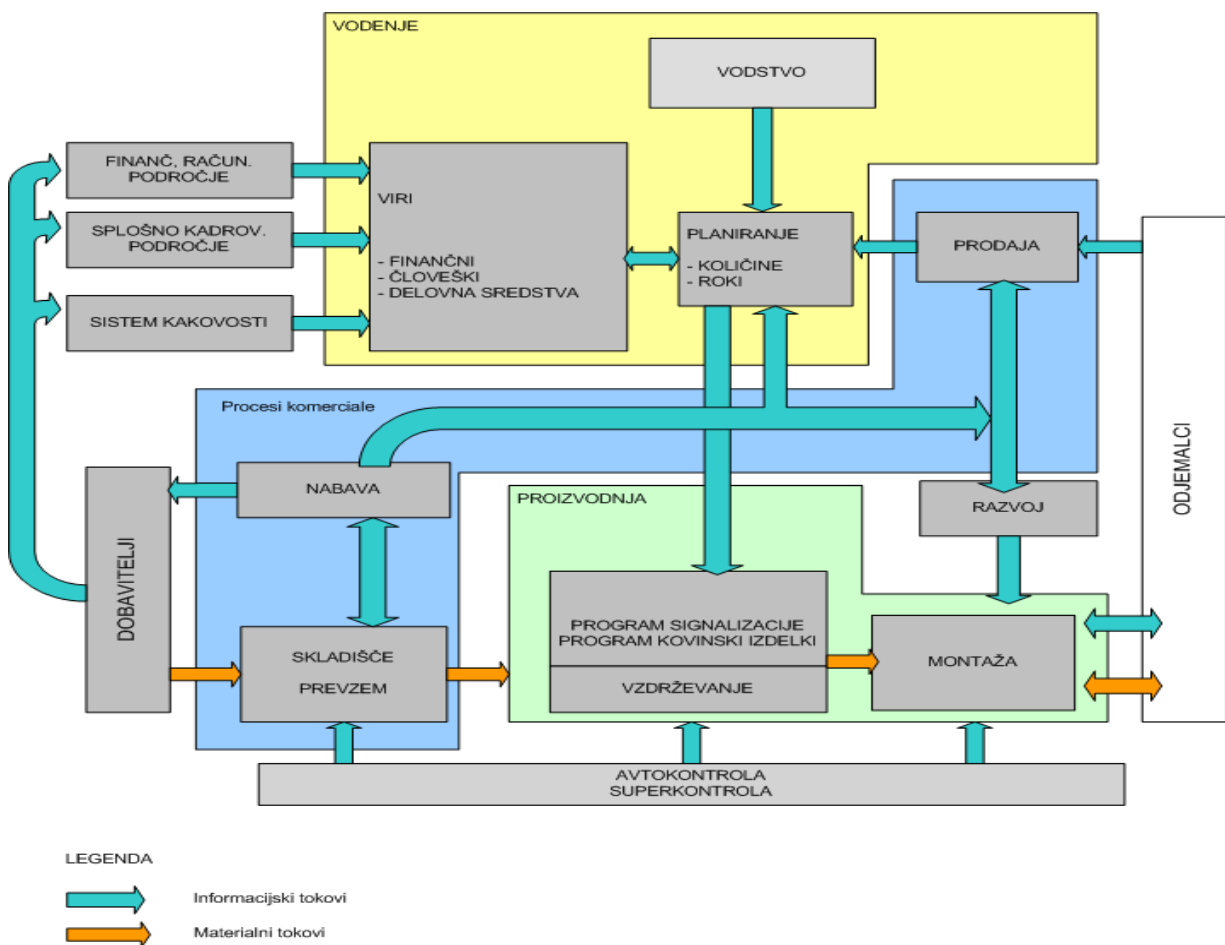 VODENJE
VODSTVO
FINANČ, RAČUN.
PODROČJE
SPLOŠNO KADROV.
PODROČJE
SISTEM KAKOVOSTI
VIRI
- FINANČNI
- ČLOVEŠKI
- DELOVNA SREDSTVA
PLANIRANJE
- KOLIČINE
- ROKI
PRODAJA
ODJEMALCI
Procesi komerciale
NABAVA
DOBAVITELJI
SKLADIŠČE
PREVZEM
PROIZVODNJA
RAZVOJ
PROGRAM SIGNALIZACIJE
PROGRAM KOVINSKI IZDELKI
VZDRŽEVANJE
MONTAŽA
AVTOKONTROLA
SUPERKONTROLA
LEGENDA
Informacijski tokovi
Materialni tokovi